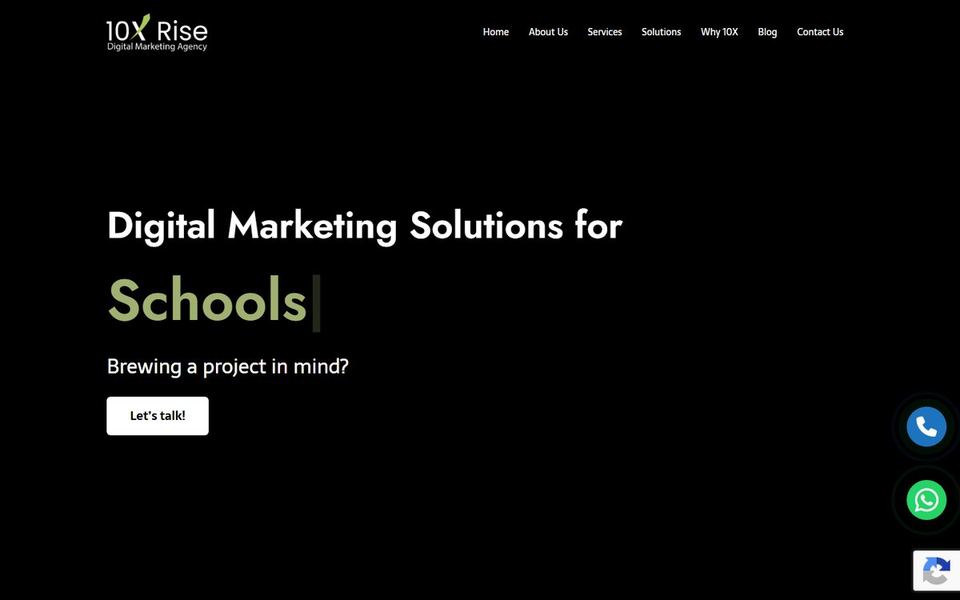 10X Rise
Digital Marketing Agency
Home About Us Services Solutions Why 10X Blog Contact Us
Digital Marketing Solutions for
Schools
Brewing a project in mind?
Let's talk!